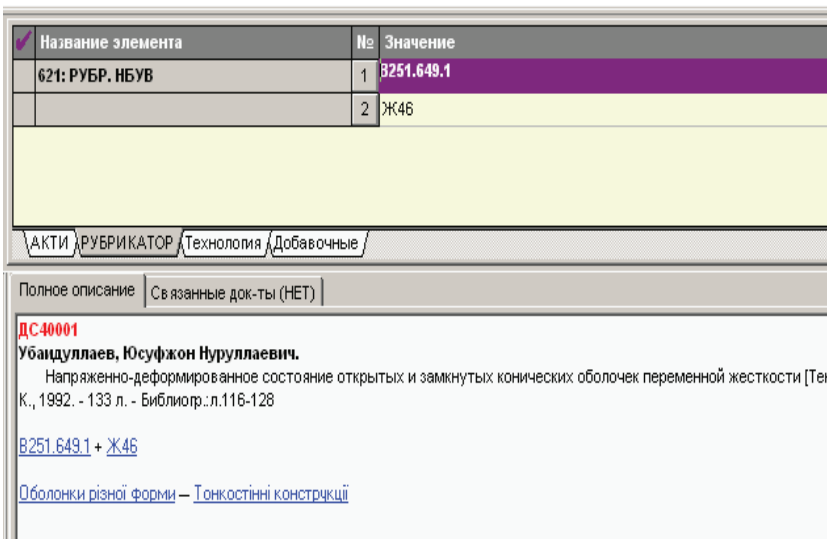 Название элемента № Значение
621: РУБР. НБУВ 1 В251.649.1
2 Ж46
АКТИ РУБРИКАТОР Технология Добавочные
Полное описание Связанные док-ты (НЕТ)
ДС40001
Убайдуллаев, Юсуфжон Нуруллаевич.
Напряженно-деформированное состояние открытых и замкнутых конических оболочек переменной жесткости [Тек
К., 1992. - 133 л. - Библиогр.:л.116-128
В251.649.1 + Ж46
Оболонки різної форми — Тонкостінні конструкції